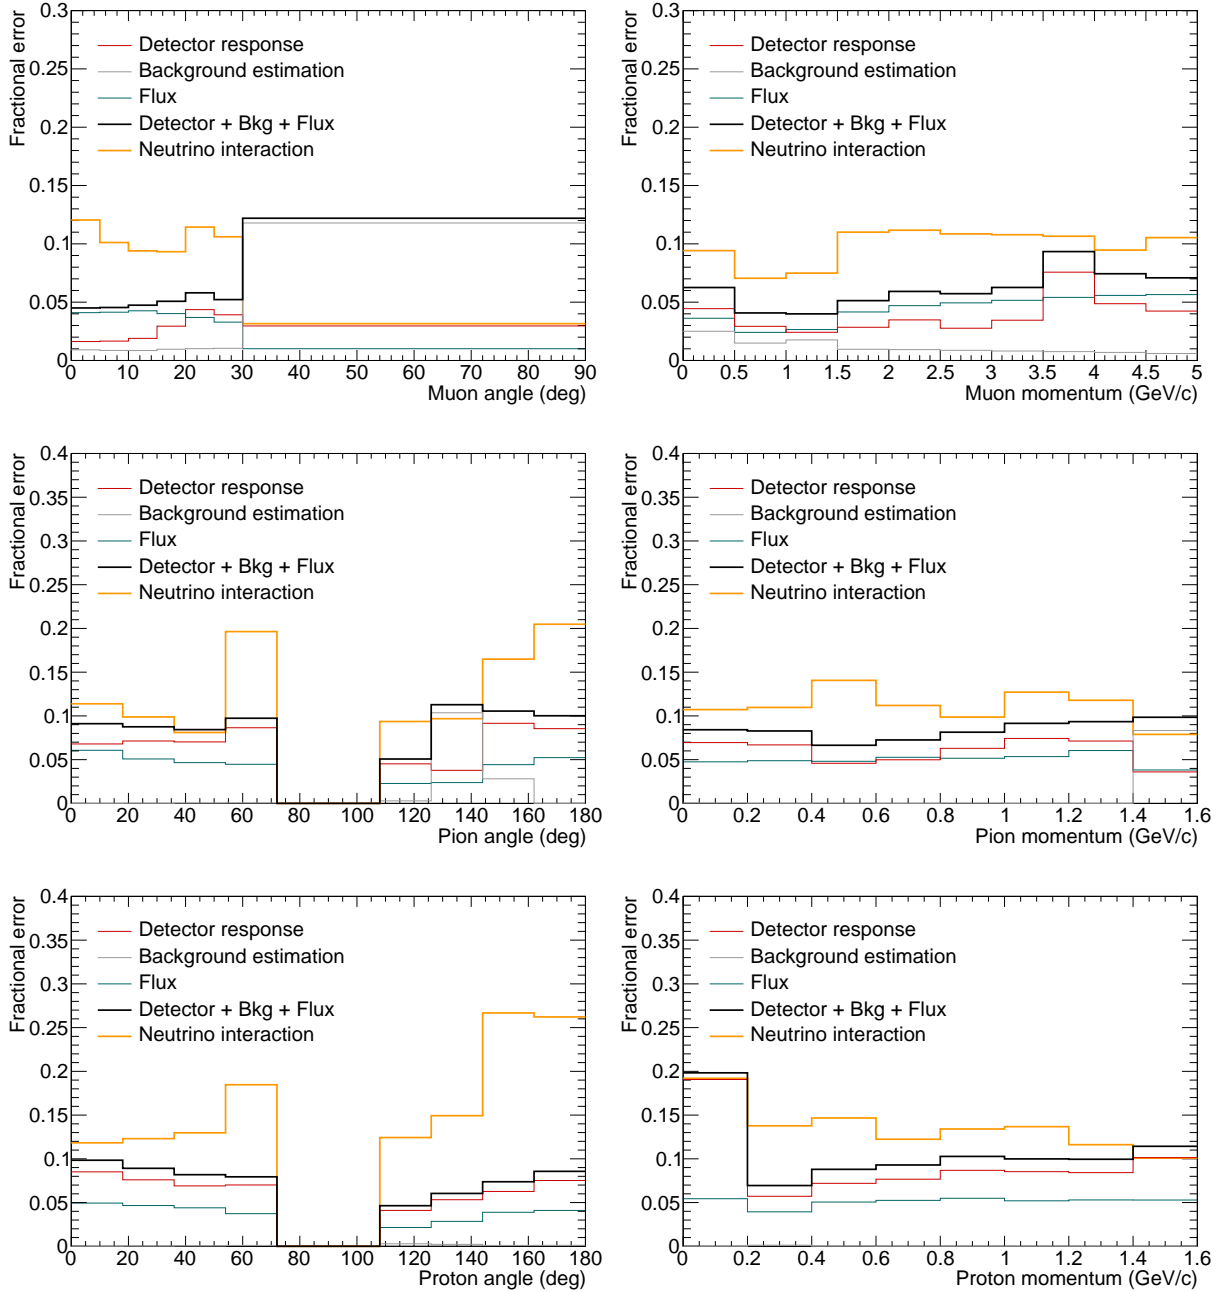 Fractional error
0.3
0.25
0.2
0.15
0.1
0.05
0
Detector response
Background estimation
Flux
Detector + Bkg + Flux
Neutrino interaction
0 10 20 30 40 50 60 70 80 90
Muon angle (deg)
Fractional error
0.3
0.25
0.2
0.15
0.1
0.05
0
Detector response
Background estimation
Flux
Detector + Bkg + Flux
Neutrino interaction
0 0.5 1 1.5 2 2.5 3 3.5 4 4.5 5
Muon momentum (GeV/c)
Fractional error
0.4
0.35
0.3
0.25
0.2
0.15
0.1
0.05
0
Detector response
Background estimation
Flux
Detector + Bkg + Flux
Neutrino interaction
0 20 40 60 80 100 120 140 160 180
Pion angle (deg)
Fractional error
0.4
0.35
0.3
0.25
0.2
0.15
0.1
0.05
0
Detector response
Background estimation
Flux
Detector + Bkg + Flux
Neutrino interaction
0 0.2 0.4 0.6 0.8 1 1.2 1.4 1.6
Pion momentum (GeV/c)
Fractional error
0.4
0.35
0.3
0.25
0.2
0.15
0.1
0.05
0
Detector response
Background estimation
Flux
Detector + Bkg + Flux
Neutrino interaction
0 20 40 60 80 100 120 140 160 180
Proton angle (deg)
Fractional error
0.4
0.35
0.3
0.25
0.2
0.15
0.1
0.05
0
Detector response
Background estimation
Flux
Detector + Bkg + Flux
Neutrino interaction
0 0.2 0.4 0.6 0.8 1 1.2 1.4 1.6
Proton momentum (GeV/c)